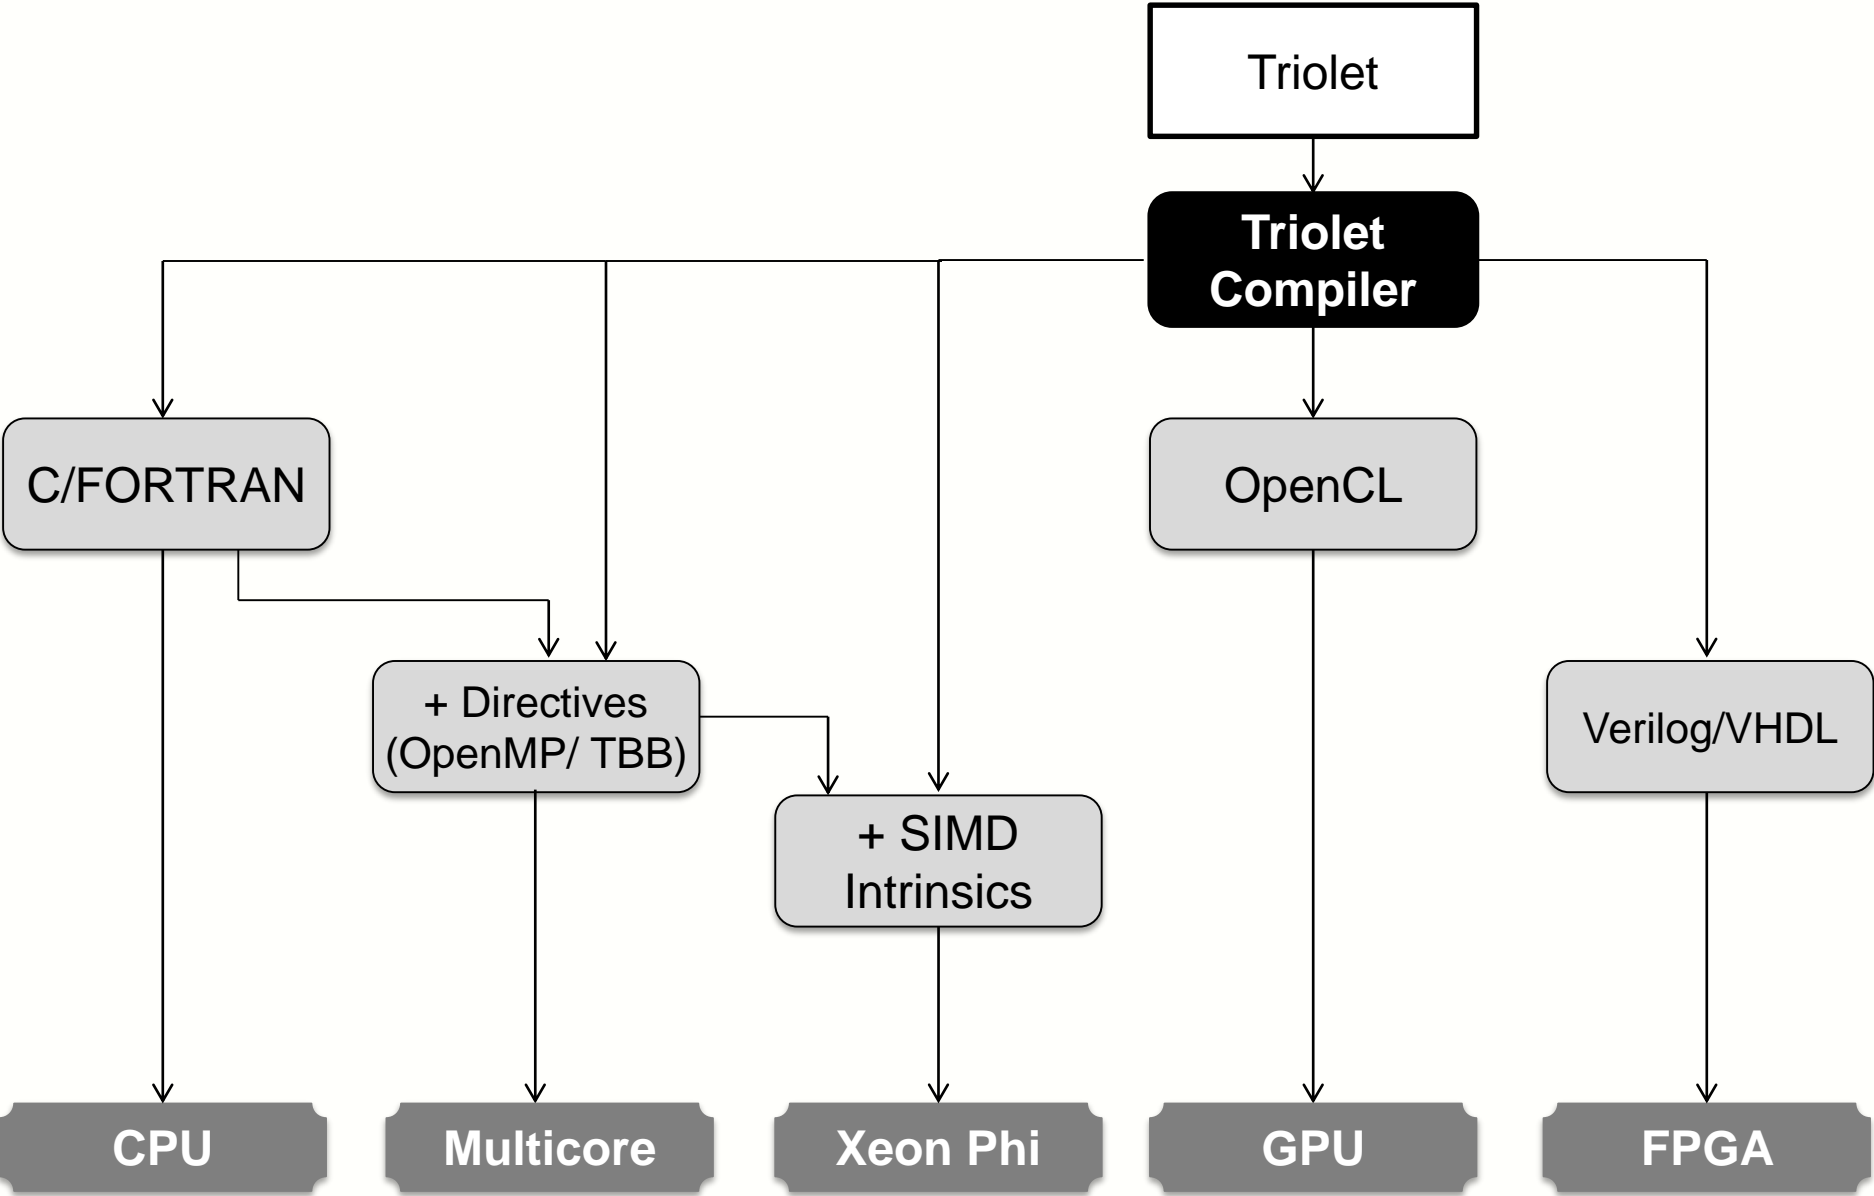 Triolet
Triolet
Compiler
C/FORTRAN
OpenCL
+ Directives
(OpenMP/ TBB)
Verilog/VHDL
+ SIMD
Intrinsics
CPU
Multicore
Xeon Phi
GPU
FPGA